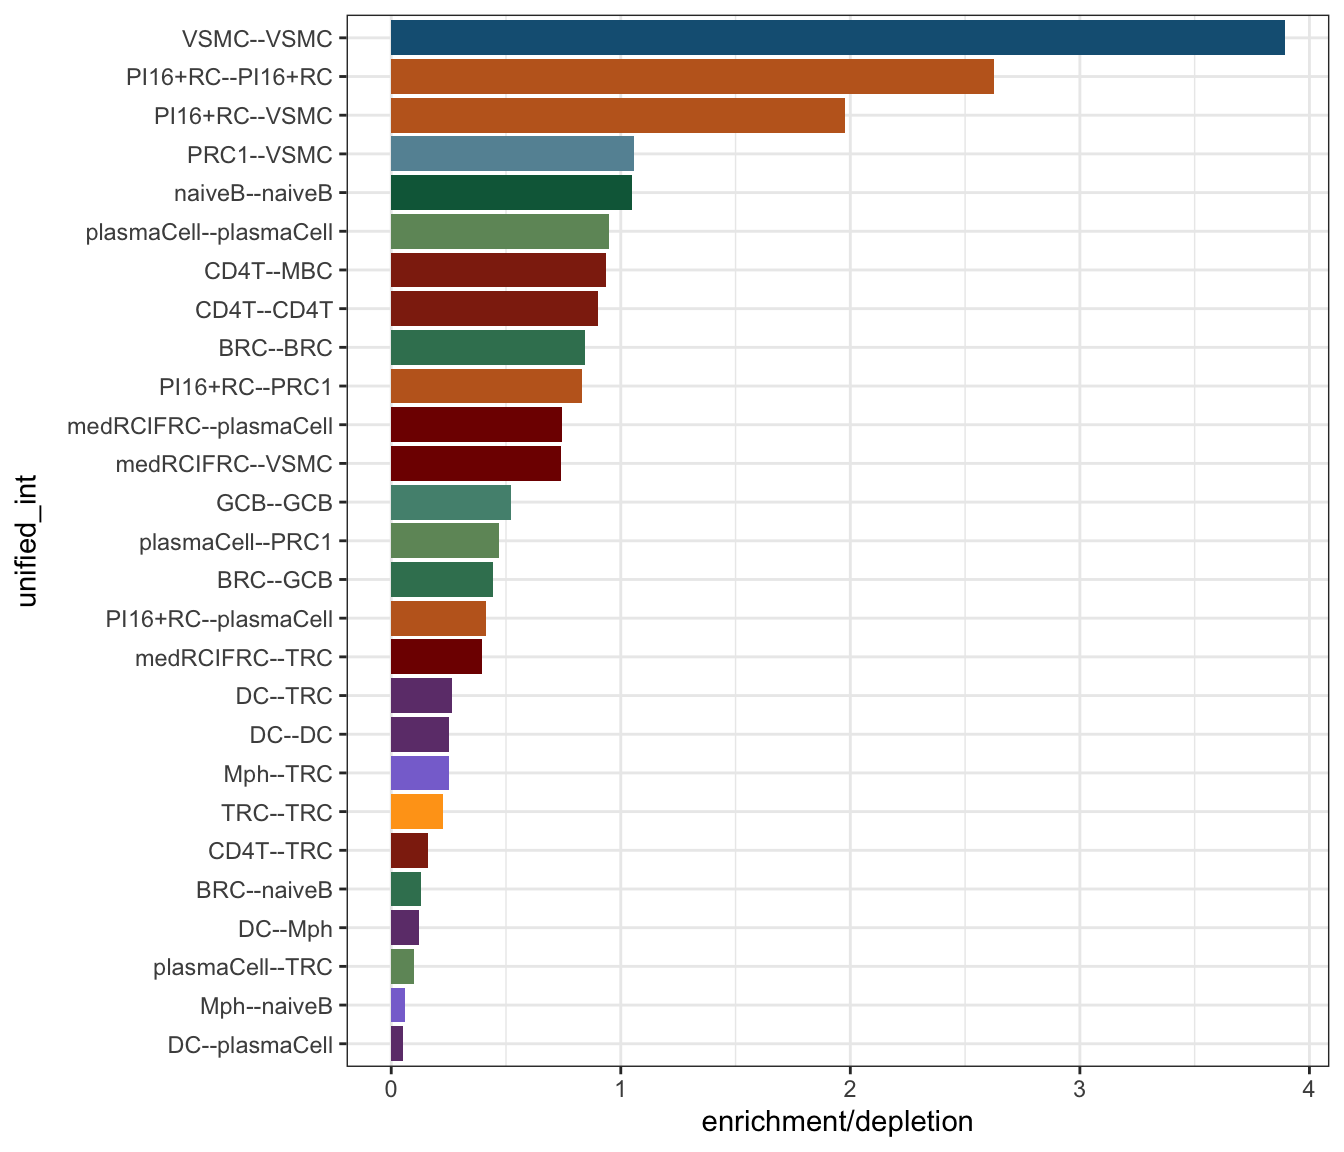 VSMC--VSMC
PI16+RC--PI16+RC
PI16+RC--VSMC
PRC1--VSMC
naiveB--naiveB
plasmaCell--plasmaCell
CD4T--MBC
CD4T--CD4T
BRC--BRC
PI16+RC--PRC1
medRCIFRC--plasmaCell
medRCIFRC--VSMC
GCB--GCB
plasmaCell--PRC1
BRC--GCB
PI16+RC--plasmaCell
medRCIFRC--TRC
DC--TRC
DC--DC
Mph--TRC
TRC--TRC
CD4T--TRC
BRC--naiveB
DC--Mph
plasmaCell--TRC
Mph--naiveB
DC--plasmaCell
unified_int
0 1 2 3 4
enrichment/depletion